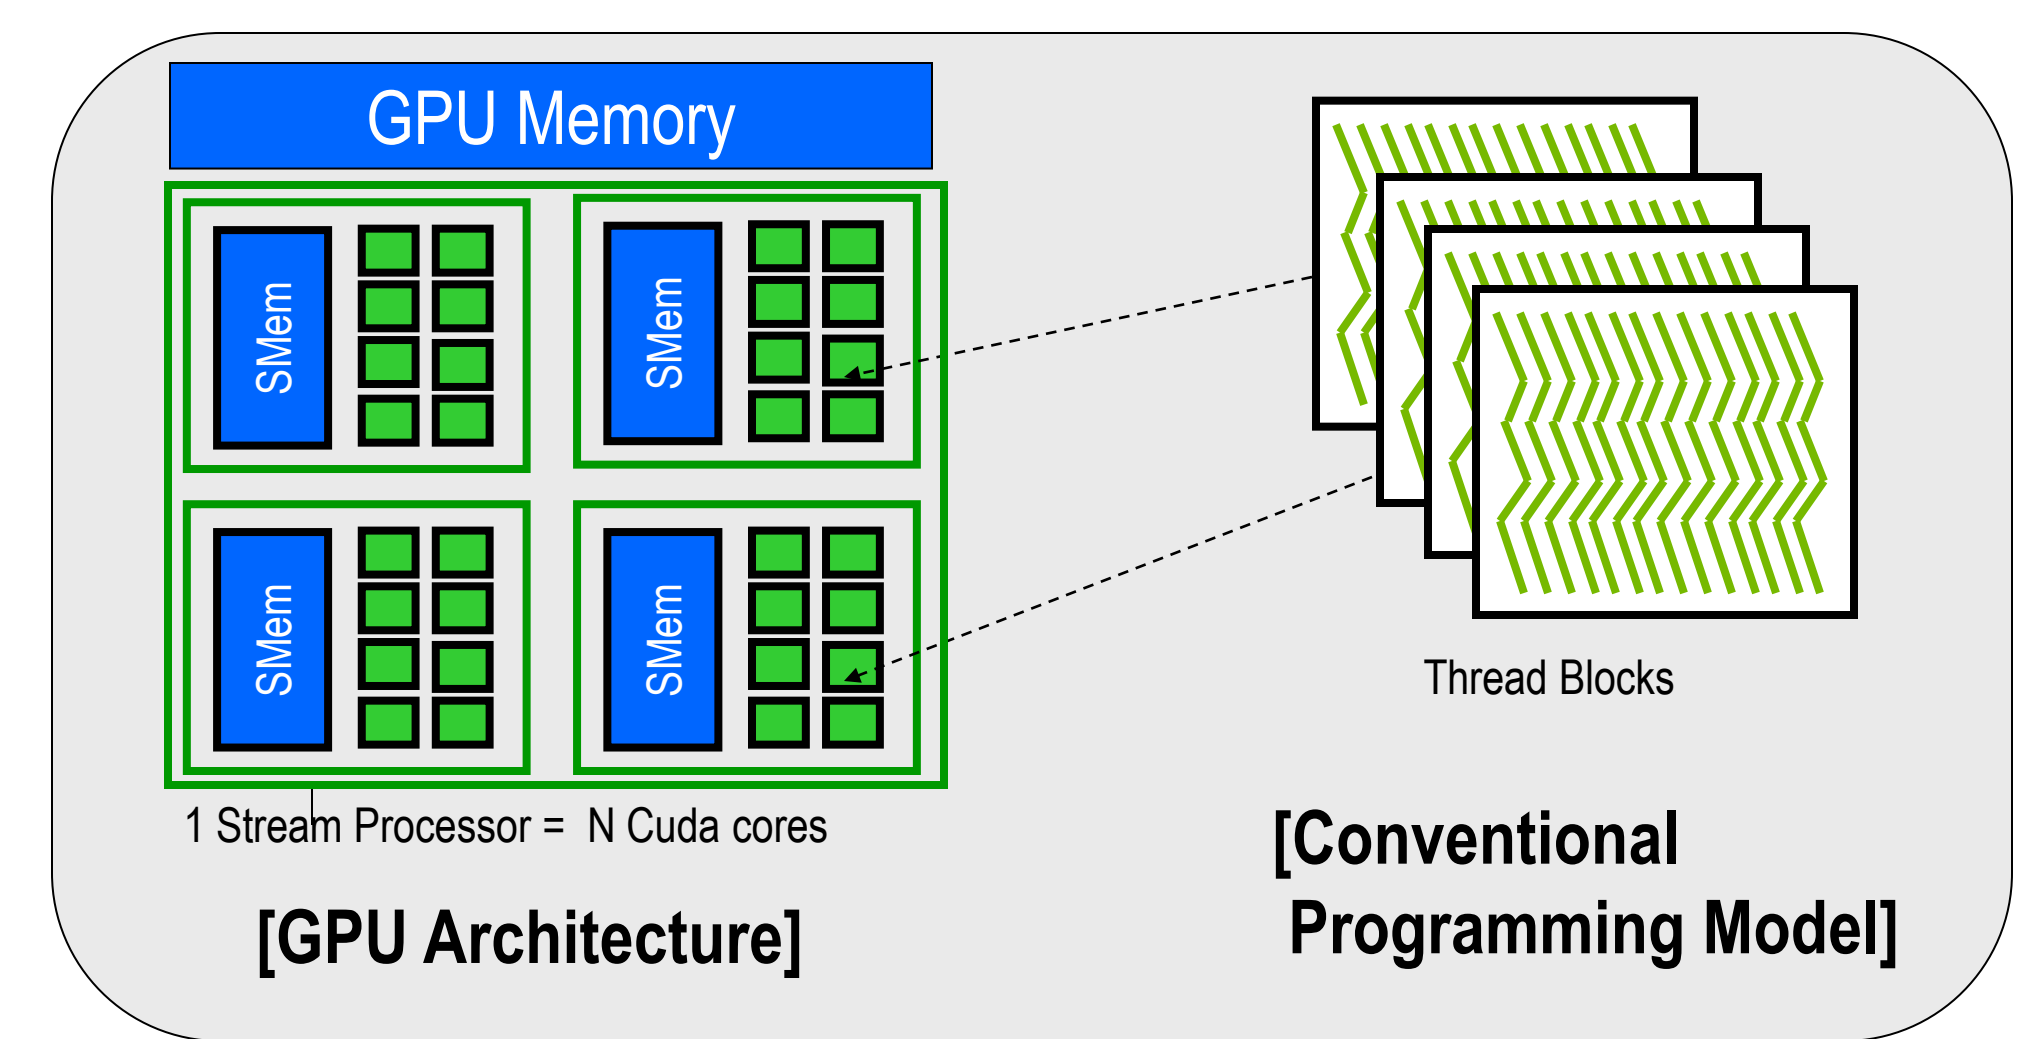 GPU Memory
SMem
SMem
SMem
SMem
1 Stream Processor = N Cuda cores
[GPU Architecture]
Thread Blocks
[Conventional
Programming Model]